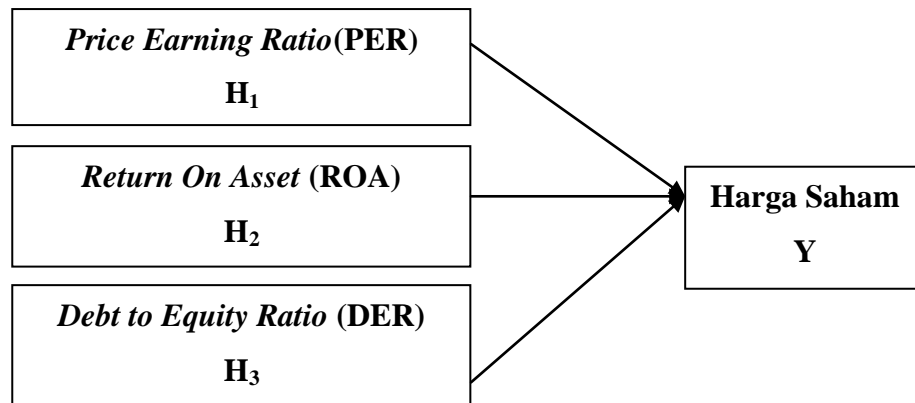 Price Earning Ratio(PER)
H₁
Return On Asset (ROA)
H₂
Debt to Equity Ratio (DER)
H₃
Harga Saham
Y